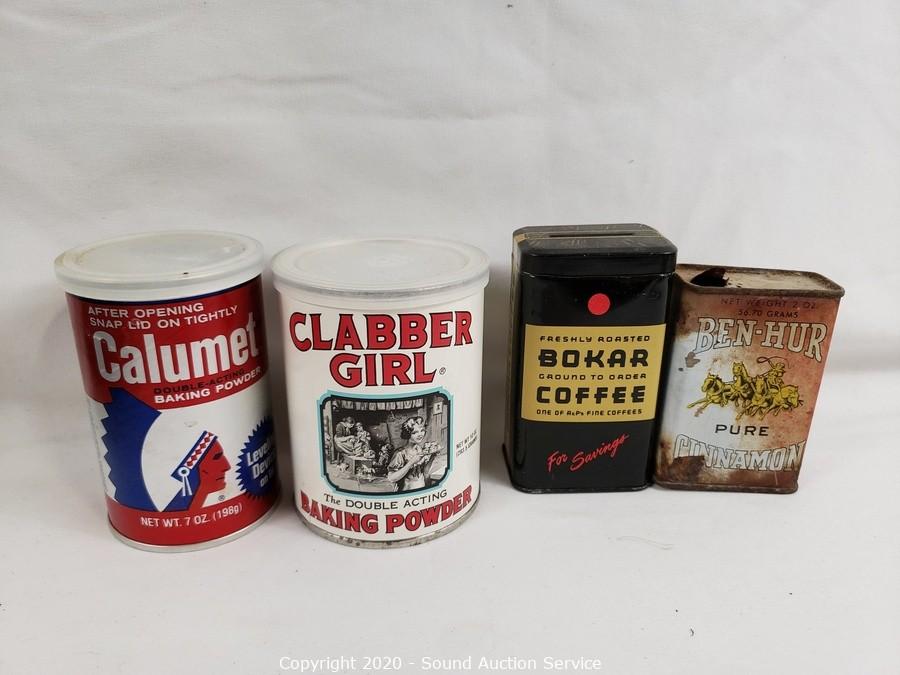 AFTER OPENING
SNAP LID ON TIGHTLY
Calumet
DOUBLE-ACTING
BAKING POWDER
®
NET WT. 7 OZ. (198g)
CLABBER
GIRL®
The DOUBLE ACTING
BAKING POWDER
FRESHLY ROASTED
BOKAR
GROUND TO ORDER
COFFEE
ONE OF A&P's FINE COFFEES
For Savings
NET WEIGHT 2 OZ.
56.70 GRAMS
BEN-HUR
PURE
CINNAMON
Copyright 2020 - Sound Auction Service